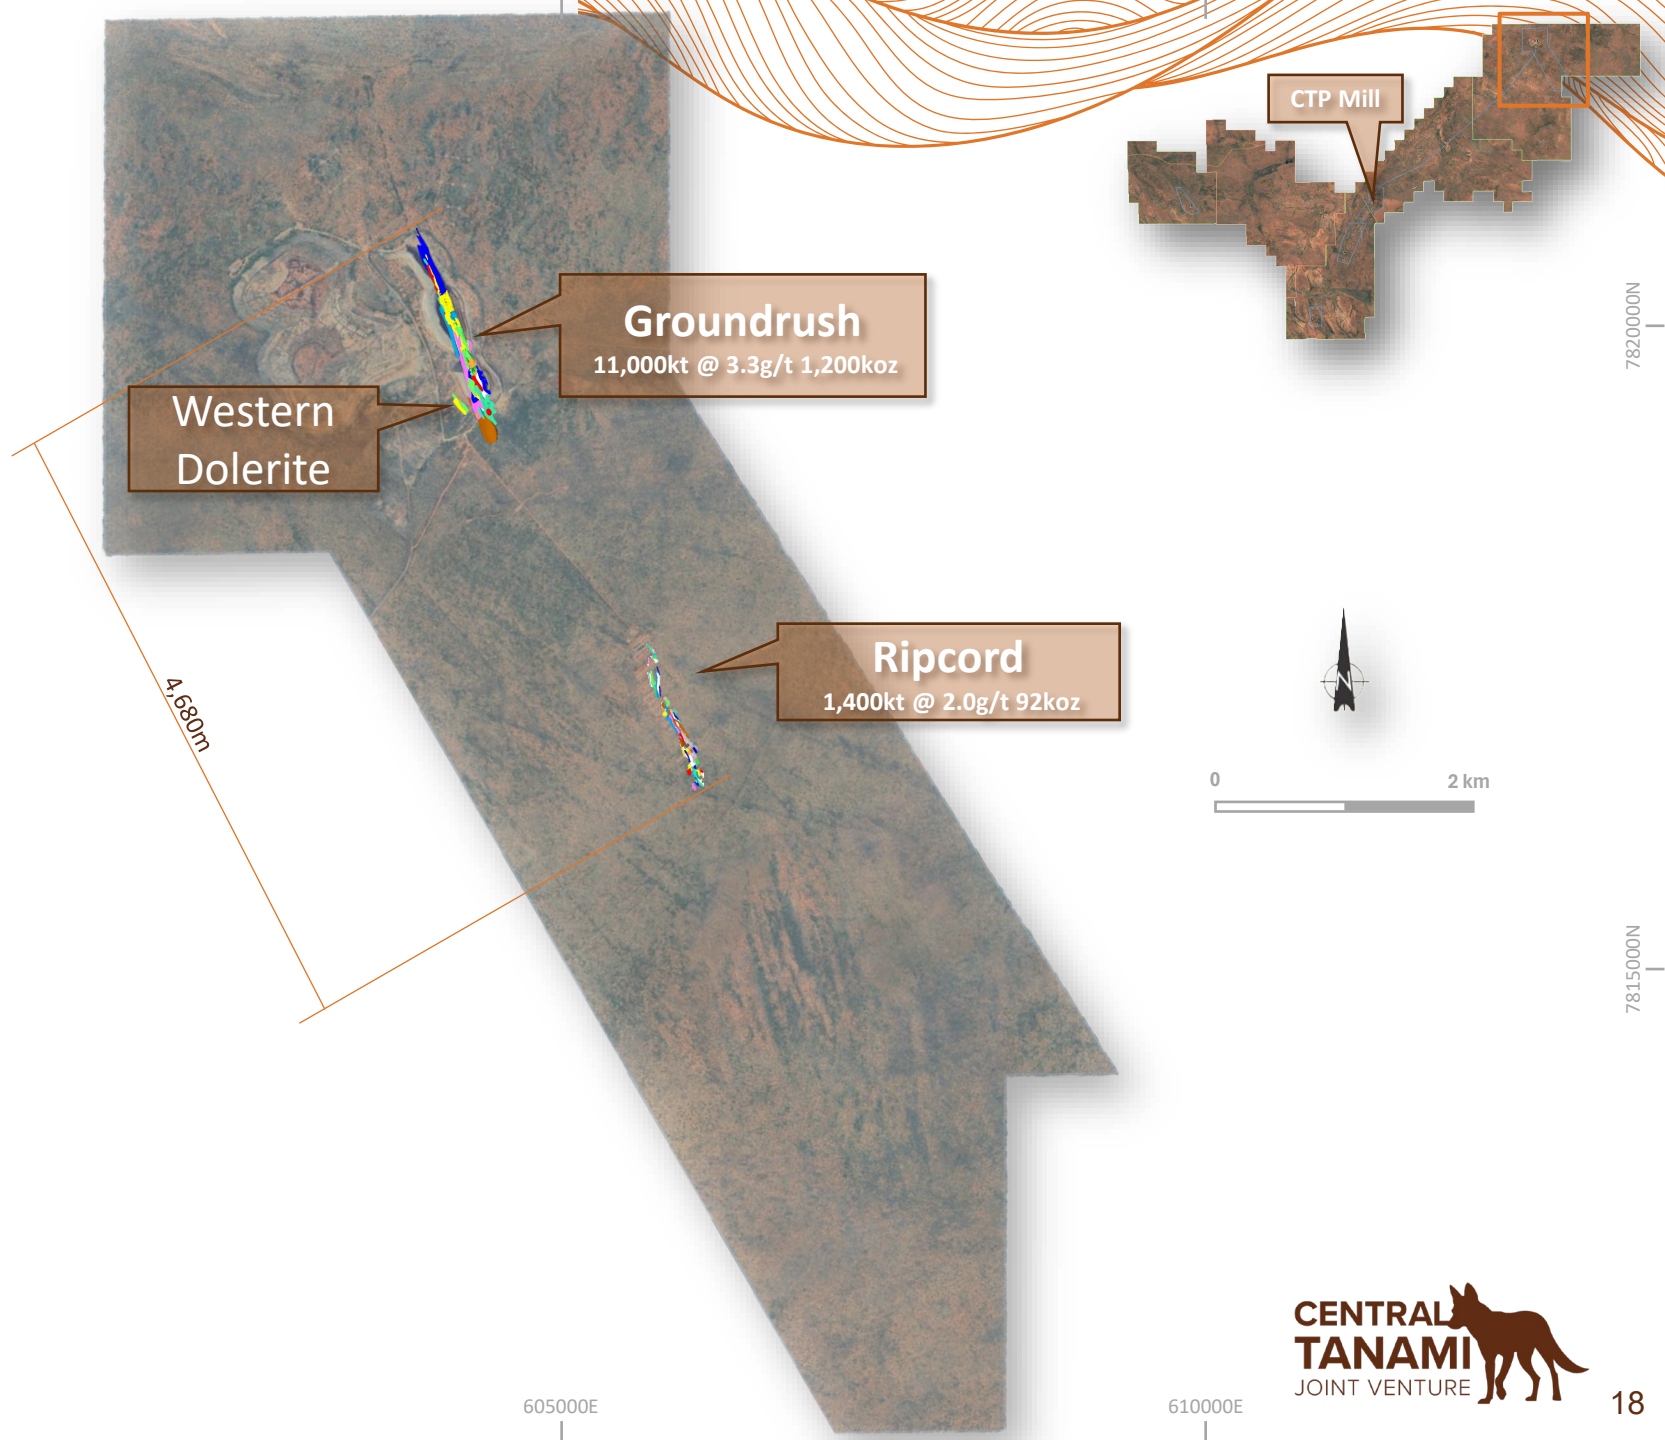 CTP Mill
7820000N
Groundrush
11,000kt @ 3.3g/t 1,200koz
Western
Dolerite
Ripcord
1,400kt @ 2.0g/t 92koz
4,680m
N
0 2 km
7815000N
CENTRAL
TANAMI
JOINT VENTURE
18
605000E 610000E